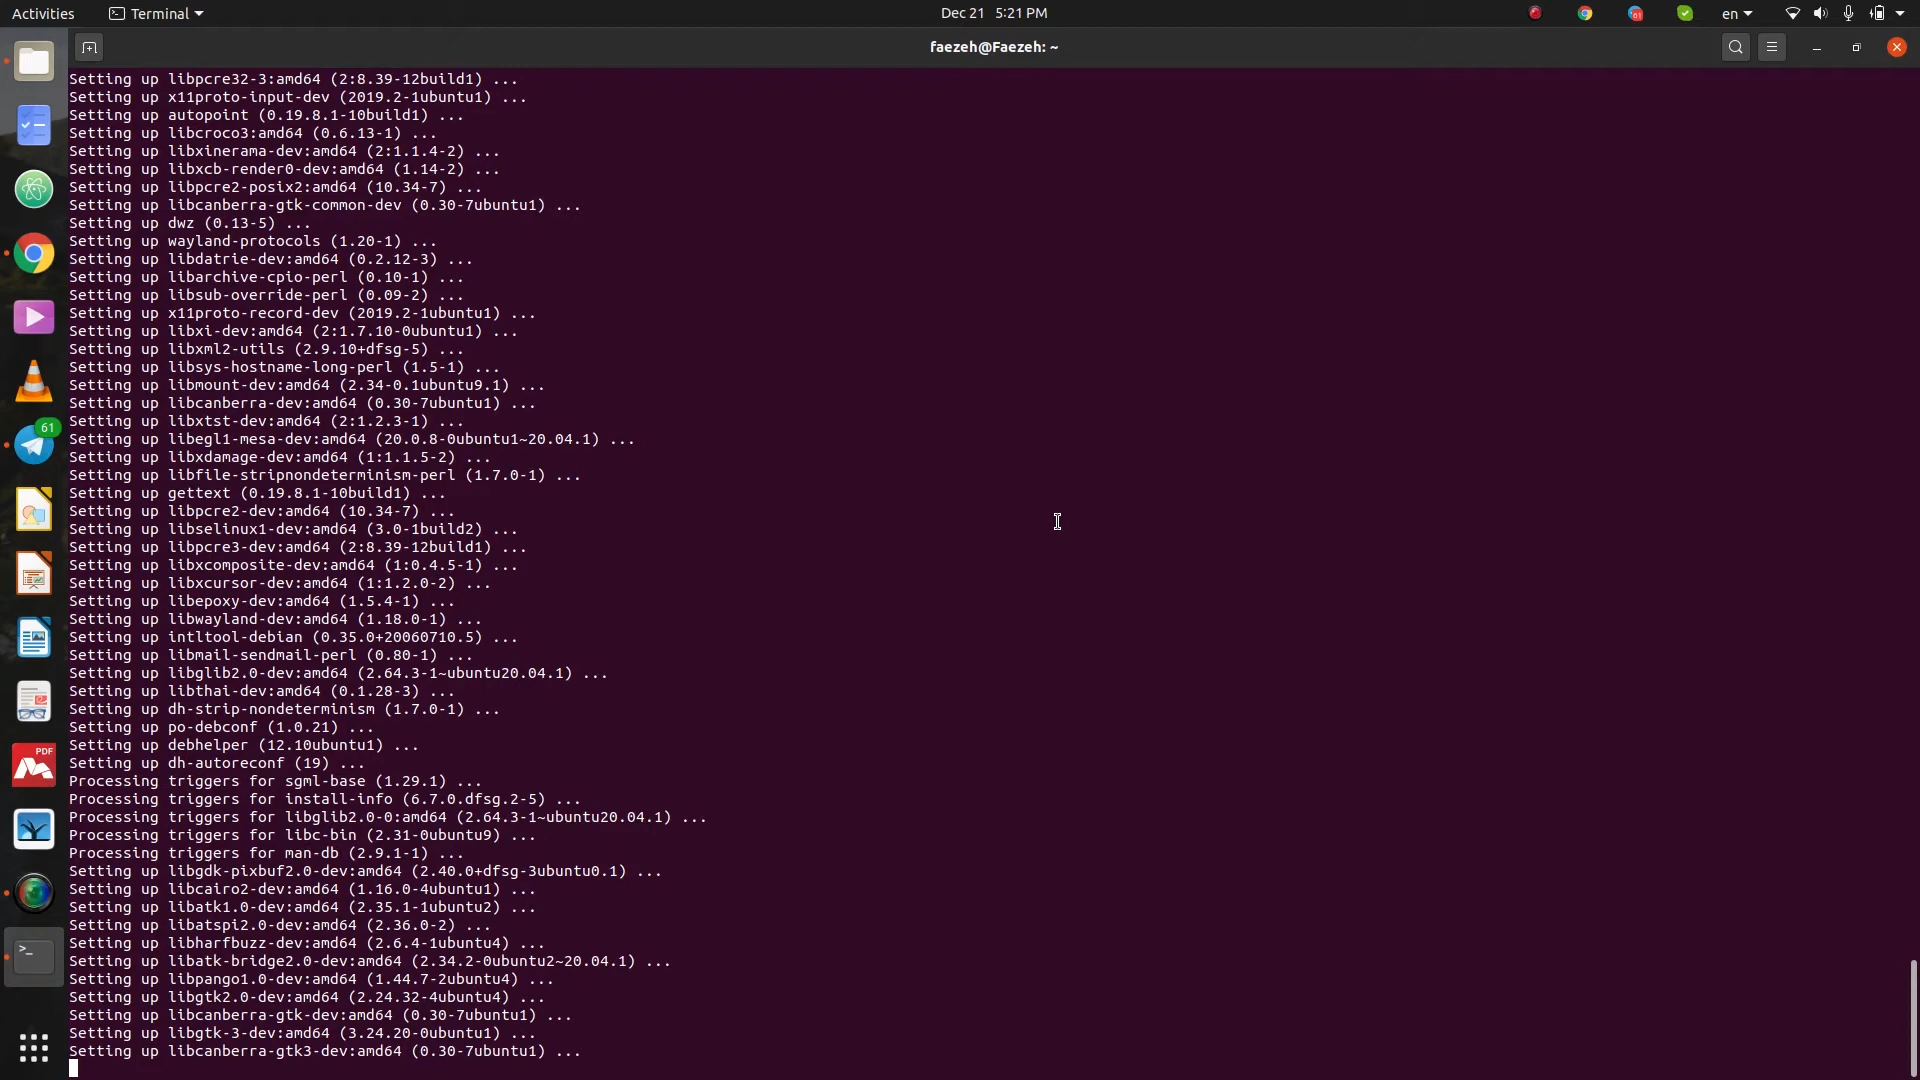 Activities Terminal Dec 21 5:21 PM en
faezeh@Faezeh: ~
Setting up libpcre32-3:amd64 (2:8.39-12build1) ...
Setting up x11proto-input-dev (2019.2-1ubuntu1) ...
Setting up autopoint (0.19.8.1-10build1) ...
Setting up libcroco3:amd64 (0.6.13-1) ...
Setting up libxinerama-dev:amd64 (2:1.1.4-2) ...
Setting up libxcb-render0-dev:amd64 (1.14-2) ...
Setting up libpcre2-posix2:amd64 (10.34-7) ...
Setting up libcanberra-gtk-common-dev (0.30-7ubuntu1) ...
Setting up dwz (0.13-5) ...
Setting up wayland-protocols (1.20-1) ...
Setting up libdatrie-dev:amd64 (0.2.12-3) ...
Setting up libarchive-cpio-perl (0.10-1) ...
Setting up libsub-override-perl (0.09-2) ...
Setting up x11proto-record-dev (2019.2-1ubuntu1) ...
Setting up libxi-dev:amd64 (2:1.7.10-0ubuntu1) ...
Setting up libxml2-utils (2.9.10+dfsg-5) ...
Setting up libsys-hostname-long-perl (1.5-1) ...
Setting up libmount-dev:amd64 (2.34-0.1ubuntu9.1) ...
Setting up libcanberra-dev:amd64 (0.30-7ubuntu1) ...
Setting up libxtst-dev:amd64 (2:1.2.3-1) ...
Setting up libegl1-mesa-dev:amd64 (20.0.8-0ubuntu1~20.04.1) ...
Setting up libxdamage-dev:amd64 (1:1.1.5-2) ...
Setting up libfile-stripnondeterminism-perl (1.7.0-1) ...
Setting up gettext (0.19.8.1-10build1) ...
Setting up libpcre2-dev:amd64 (10.34-7) ...
Setting up libselinux1-dev:amd64 (3.0-1build2) ...
Setting up libpcre3-dev:amd64 (2:8.39-12build1) ...
Setting up libxcomposite-dev:amd64 (1:0.4.5-1) ...
Setting up libxcursor-dev:amd64 (1:1.2.0-2) ...
Setting up libepoxy-dev:amd64 (1.5.4-1) ...
Setting up libwayland-dev:amd64 (1.18.0-1) ...
Setting up intltool-debian (0.35.0+20060710.5) ...
Setting up libmail-sendmail-perl (0.80-1) ...
Setting up libglib2.0-dev:amd64 (2.64.3-1~ubuntu20.04.1) ...
Setting up libthai-dev:amd64 (0.1.28-3) ...
Setting up dh-strip-nondeterminism (1.7.0-1) ...
Setting up po-debconf (1.0.21) ...
Setting up debhelper (12.10ubuntu1) ...
Setting up dh-autoreconf (19) ...
Processing triggers for sgml-base (1.29.1) ...
Processing triggers for install-info (6.7.0.dfsg.2-5) ...
Processing triggers for libglib2.0-0:amd64 (2.64.3-1~ubuntu20.04.1) ...
Processing triggers for libc-bin (2.31-0ubuntu9) ...
Processing triggers for man-db (2.9.1-1) ...
Setting up libgdk-pixbuf2.0-dev:amd64 (2.40.0+dfsg-3ubuntu0.1) ...
Setting up libcairo2-dev:amd64 (1.16.0-4ubuntu1) ...
Setting up libatk1.0-dev:amd64 (2.35.1-1ubuntu2) ...
Setting up libatspi2.0-dev:amd64 (2.36.0-2) ...
Setting up libharfbuzz-dev:amd64 (2.6.4-1ubuntu4) ...
Setting up libatk-bridge2.0-dev:amd64 (2.34.2-0ubuntu2~20.04.1) ...
Setting up libpango1.0-dev:amd64 (1.44.7-2ubuntu4) ...
Setting up libgtk2.0-dev:amd64 (2.24.32-4ubuntu4) ...
Setting up libcanberra-gtk-dev:amd64 (0.30-7ubuntu1) ...
Setting up libgtk-3-dev:amd64 (3.24.20-0ubuntu1) ...
Setting up libcanberra-gtk3-dev:amd64 (0.30-7ubuntu1) ...
61
PDF